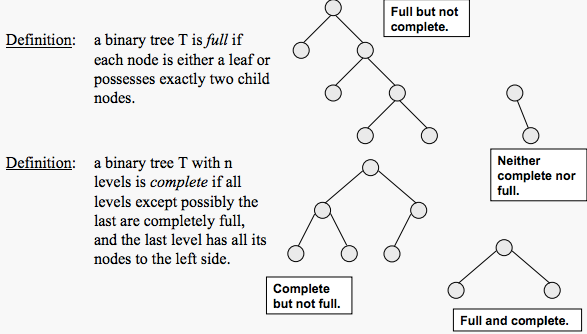 Definition: a binary tree T is full if
each node is either a leaf or
possesses exactly two child
nodes.
Full but not
complete.
Definition: a binary tree T with n
levels is complete if all
levels except possibly the
last are completely full,
and the last level has all its
nodes to the left side.
Neither
complete nor
full.
Complete
but not full.
Full and complete.